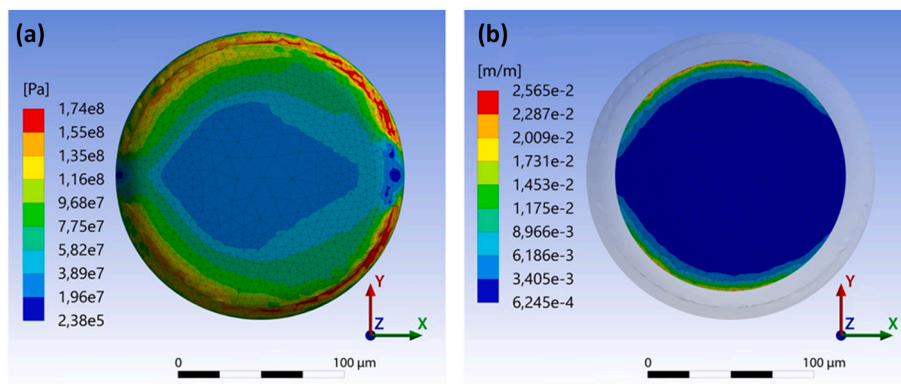 (a)
[Pa]
1,74e8
1,55e8
1,35e8
1,16e8
9,68e7
7,75e7
5,82e7
3,89e7
1,96e7
2,38e5
Y
Z
X
0
100 µm
(b)
[m/m]
2,565e-2
2,287e-2
2,009e-2
1,731e-2
1,453e-2
1,175e-2
8,966e-3
6,186e-3
3,405e-3
6,245e-4
Y
Z
X
0
100 µm